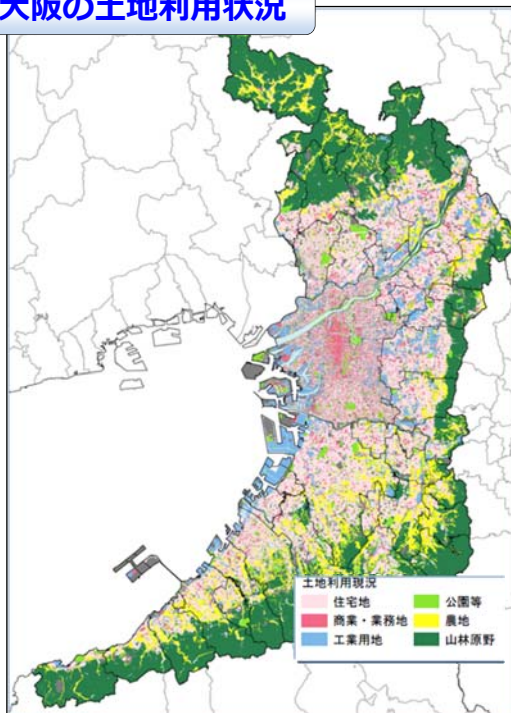 大阪の土地利用状況
土地利用現況
住宅地
公園等
商業・業務地
農地
工業用地
山林原野